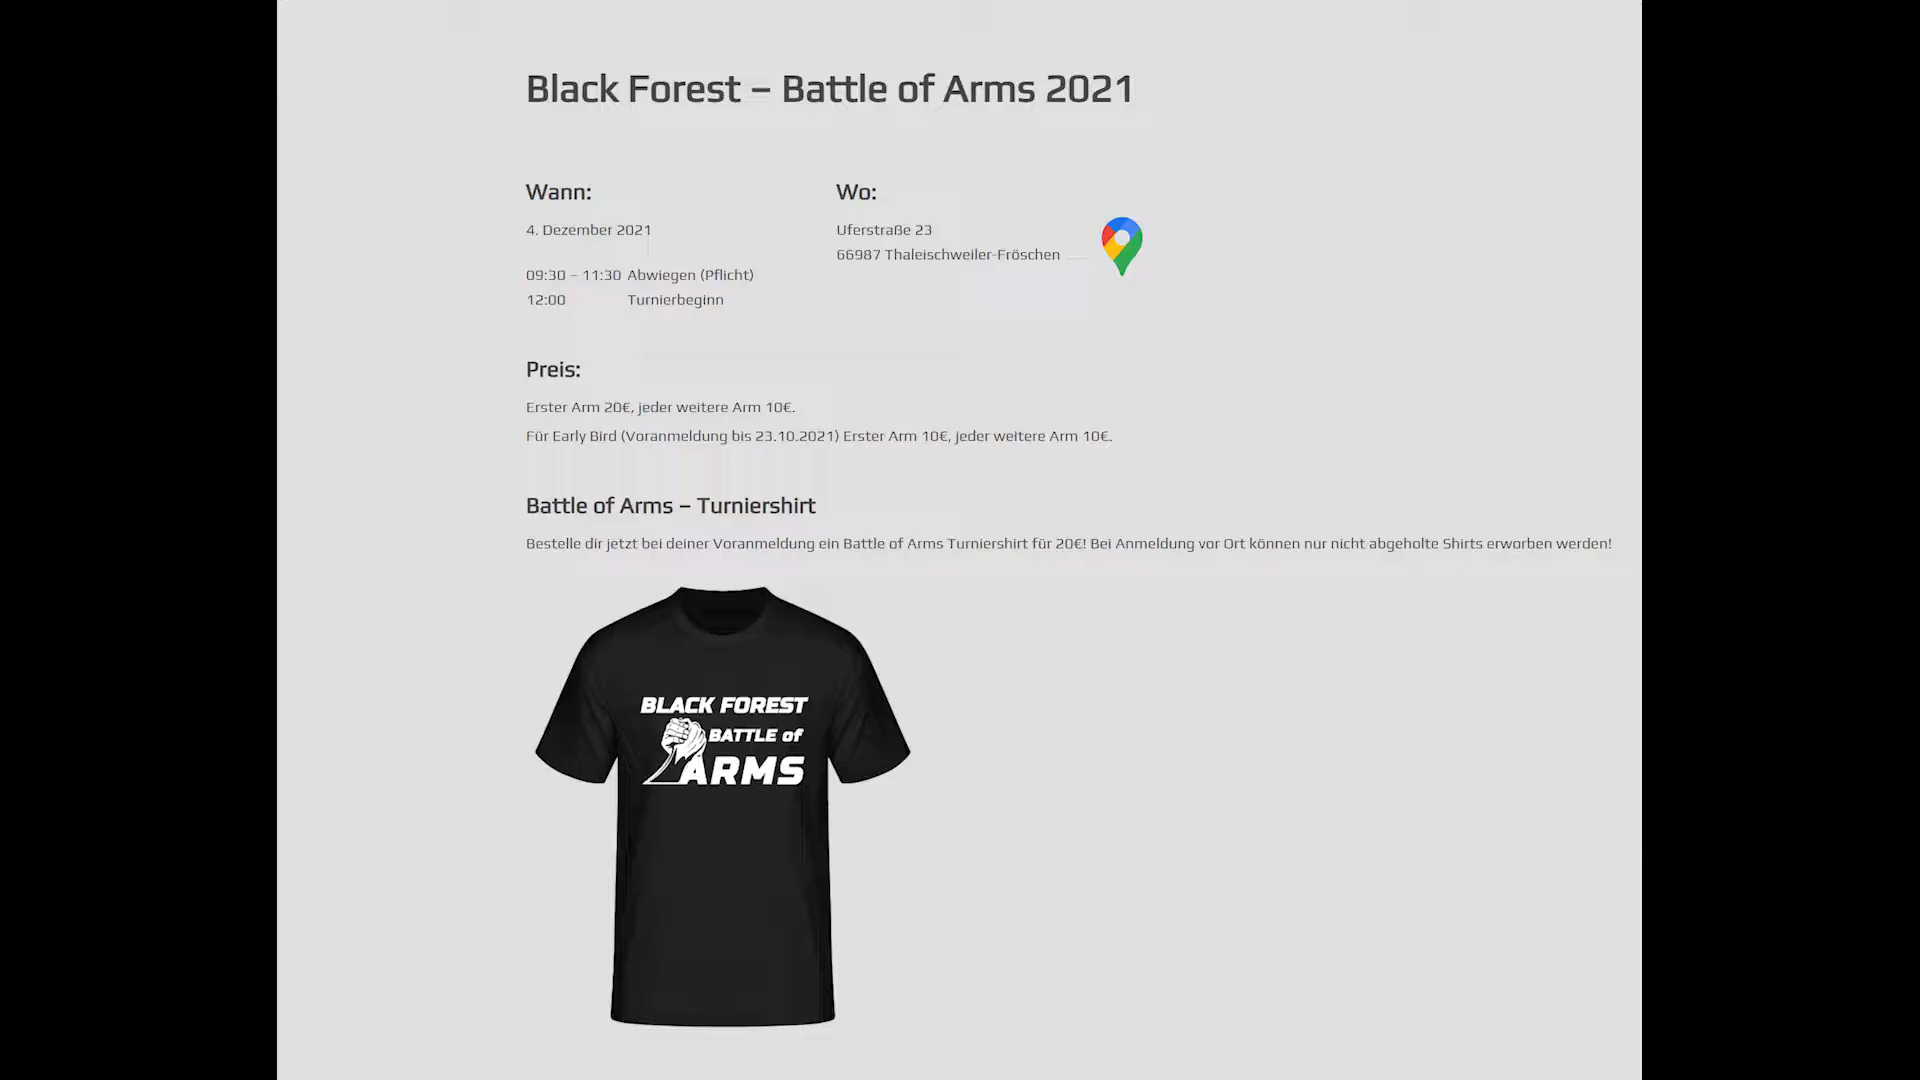 Black Forest – Battle of Arms 2021
Wann:
4. Dezember 2021
09:30 – 11:30 Abwiegen (Pflicht)
12:00 Turnierbeginn
Wo:
Uferstraße 23
66987 Thaleischweiler-Fröschen
Preis:
Erster Arm 20€, jeder weitere Arm 10€.
Für Early Bird (Voranmeldung bis 23.10.2021) Erster Arm 10€, jeder weitere Arm 10€.
Battle of Arms – Turniershirt
Bestelle dir jetzt bei deiner Voranmeldung ein Battle of Arms Turniershirt für 20€! Bei Anmeldung vor Ort können nur nicht abgeholte Shirts erworben werden!
BLACK FOREST
BATTLE of
ARMS